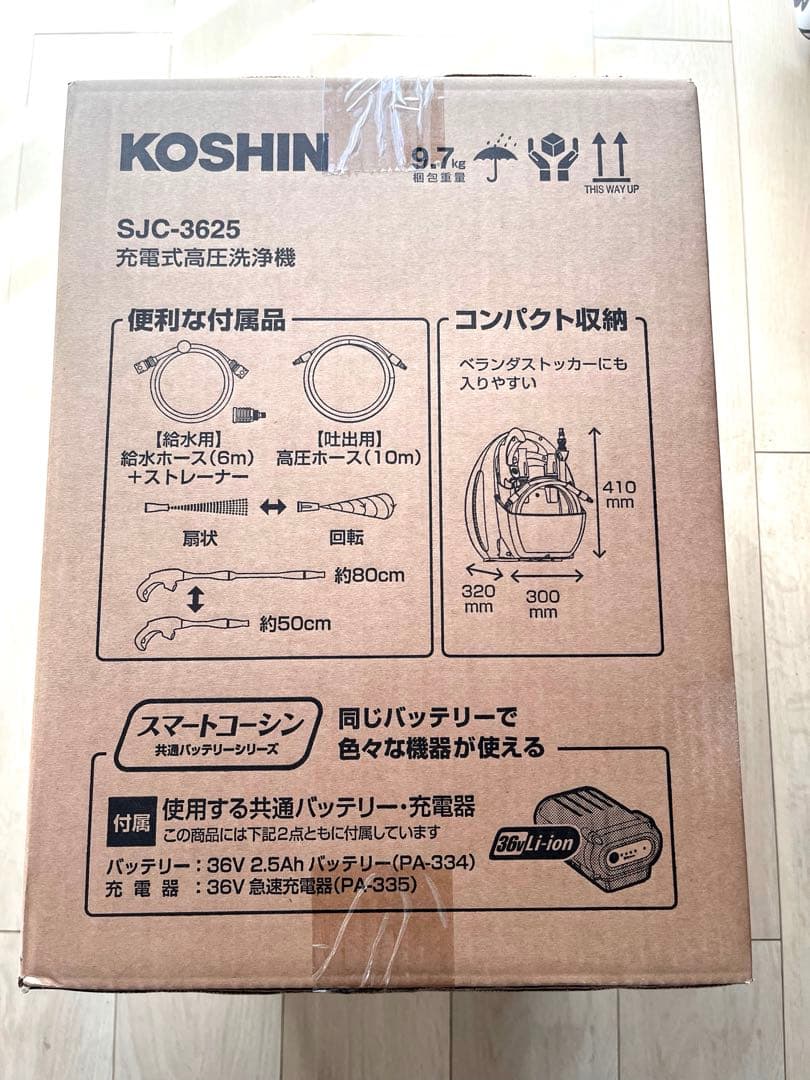 KOSHIN
9.7kg
梱包重量
THIS WAY UP
SJC-3625
充電式高圧洗浄機
便利な付属品
【給水用】
給水ホース(6m)
+ストレーナー
【吐出用】
高圧ホース(10m)
扇状
回転
約80cm
約50cm
コンパクト収納
ベランダストッカーにも
入りやすい
410
mm
320
mm
300
mm
スマートコーシン
共通バッテリーシリーズ
同じバッテリーで
色々な機器が使える
付属
使用する共通バッテリー・充電器
この商品には下記2点ともに付属しています
バッテリー:36V 2.5Ah バッテリー(PA-334)
充電器:36V 急速充電器(PA-335)
36V Li-ion